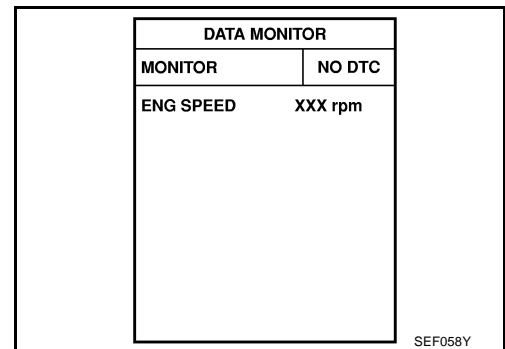 DATA MONITOR
MONITOR NO DTC
ENG SPEED XXX rpm
SEF058Y